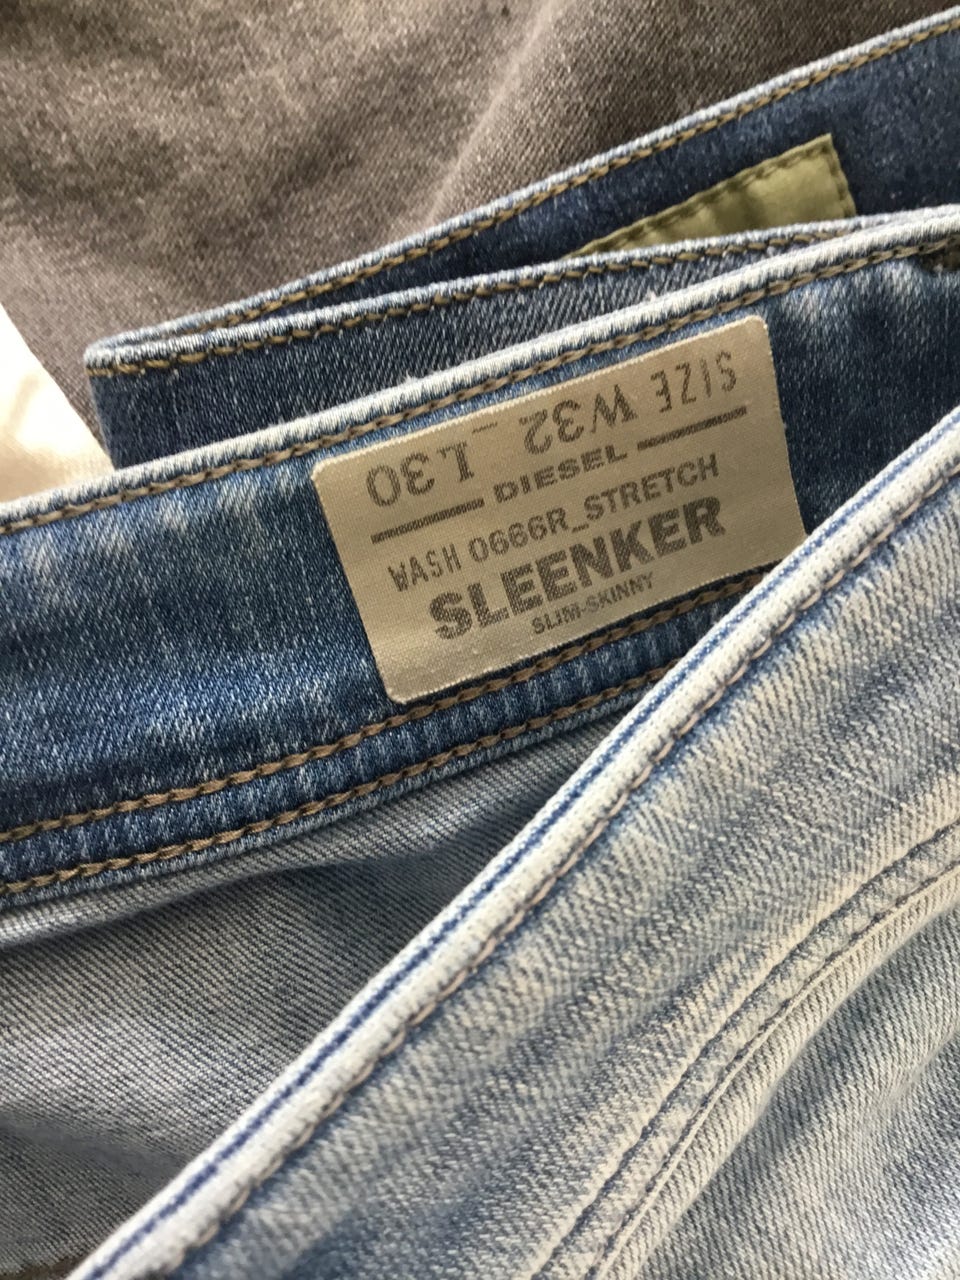 SIZE W32_L30
DIESEL
WASH 0666R_STRETCH
SLEENKER
SLIM-SKINNY